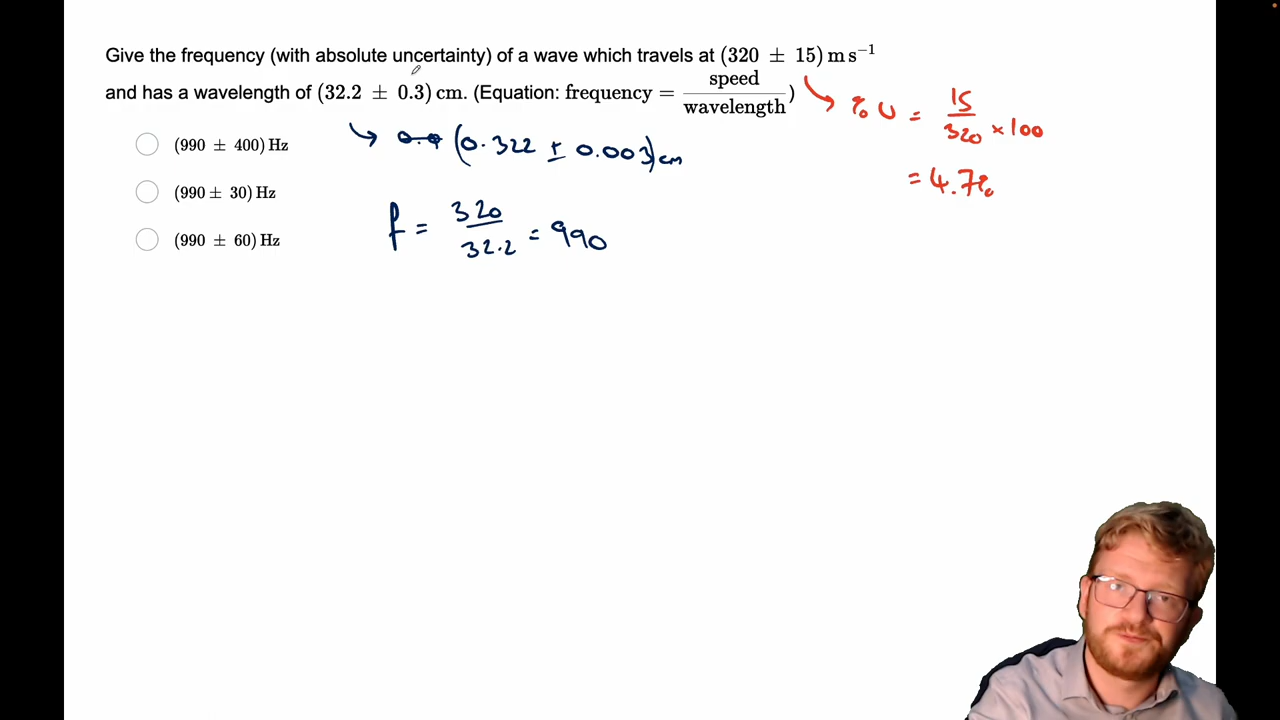 Give the frequency (with absolute uncertainty) of a wave which travels at (320 ± 15) m s⁻¹
and has a wavelength of (32.2 ± 0.3) cm. (Equation: frequency = speed / wavelength)
(990 ± 400) Hz
(990 ± 30) Hz
(990 ± 60) Hz
(0.322 ± 0.003) cm
f = 320 / 32.2 = 990
% U = 15 / 320 × 100
= 4.7%